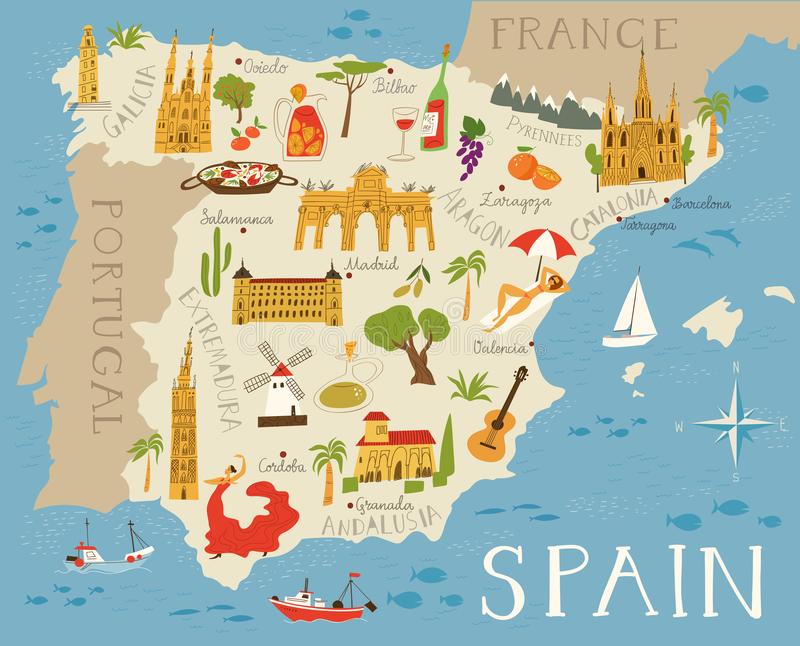 FRANCE
GALICIA
Oviedo
Bilbao
PYRENNEES
PORTUGAL
Salamanca
ARAGON
Zaragoza
CATALONIA
Barcelona
Tarragona
Madrid
EXTREMADURA
Valencia
N
W
E
S
Cordoba
Granada
ANDALUSIA
SPAIN
dreamstime